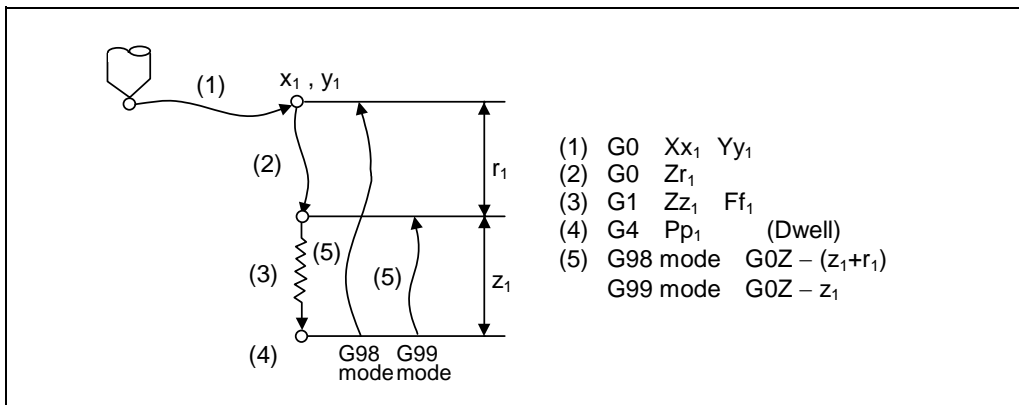 (1)
x₁ , y₁
(2)
r₁
(3)
(5)
(5)
z₁
(4)
G98 mode
G99 mode
(1) G0 Xx₁ Yy₁
(2) G0 Zr₁
(3) G1 Zz₁ Ff₁
(4) G4 Pp₁ (Dwell)
(5) G98 mode G0Z – (z₁+r₁)
G99 mode G0Z – z₁